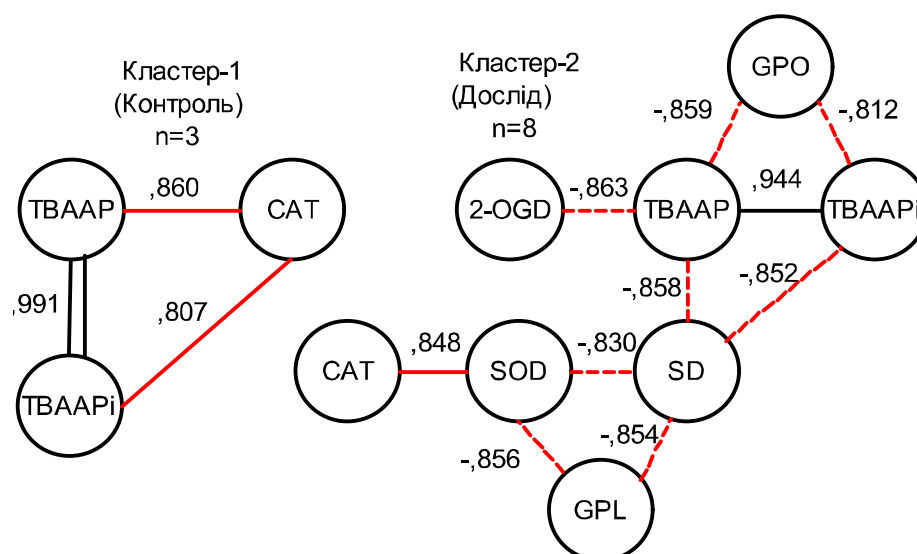 Кластер-1
(Контроль)
n=3
,860
TBAAP
CAT
,991
,807
TBAAPi
Кластер-2
(Дослід)
n=8
GPO
-,859
-,812
-,863
,944
2-OGD
TBAAP
TBAAPi
-,858
-,852
,848
-,830
CAT
SOD
SD
-,856
-,854
GPL